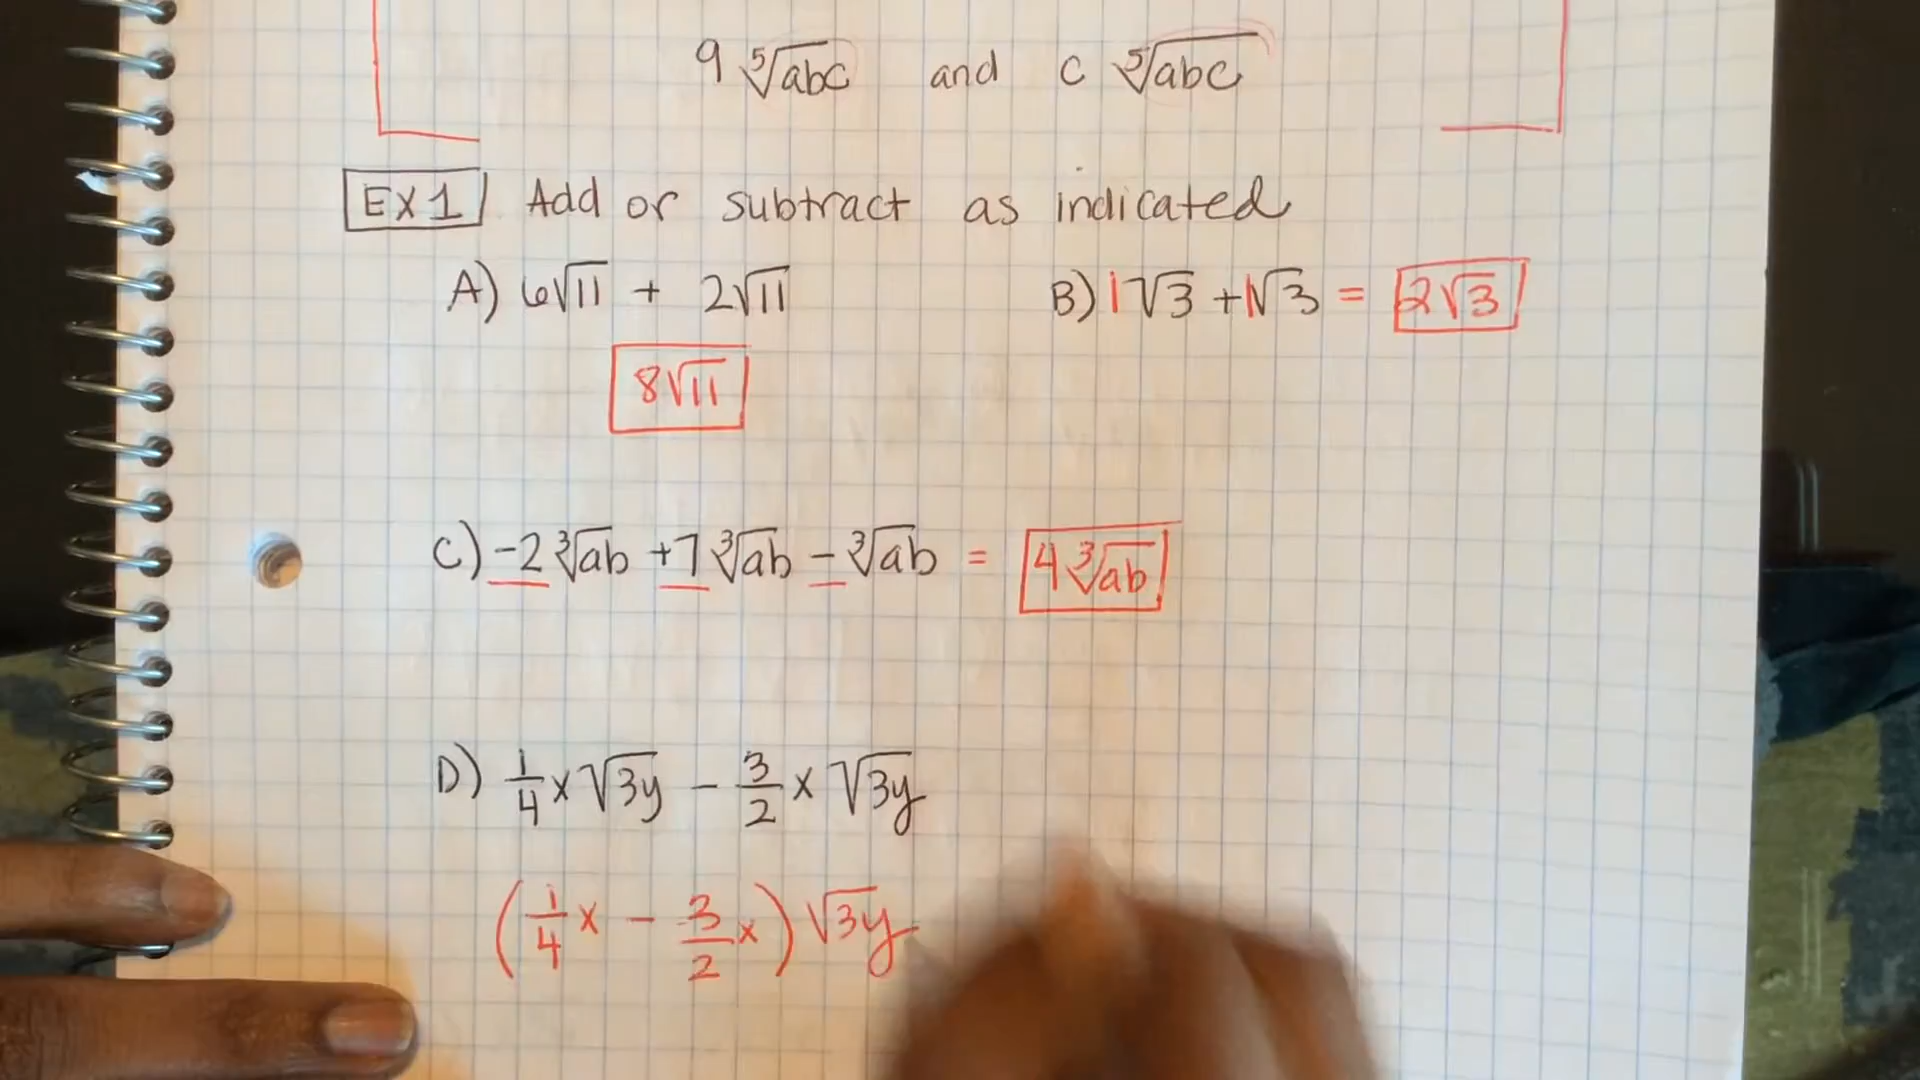 9 ⁵√abc and c ⁵√abc
EX 1 Add or subtract as indicated
A) 6√11 + 2√11
B) 1√3 + 1√3 = 2√3
8√11
C) -2 ³√ab +7 ³√ab - ³√ab = 4 ³√ab
D) 1/4 x √3y - 3/2 x √3y
(1/4 x - 3/2 x) √3y